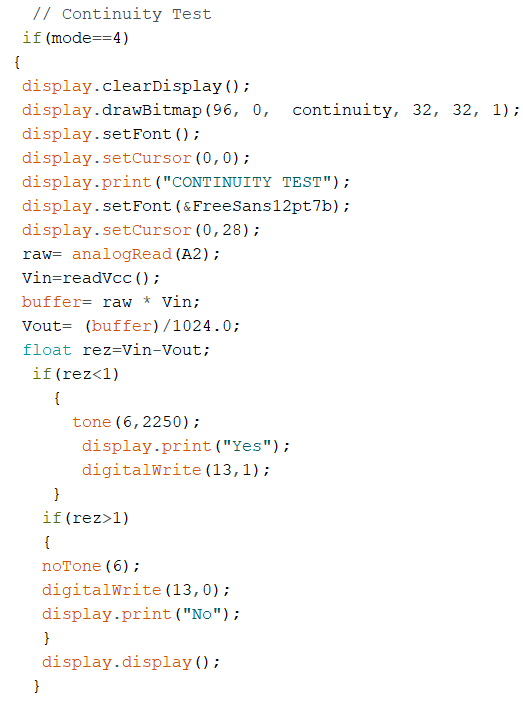 // Continuity Test
if(mode==4)
{
display.clearDisplay();
display.drawBitmap(96, 0,  continuity, 32, 32, 1);
display.setFont();
display.setCursor(0,0);
display.print("CONTINUITY TEST");
display.setFont(&FreeSans12pt7b);
display.setCursor(0,28);
raw= analogRead(A2);
Vin=readVcc();
buffer= raw * Vin;
Vout= (buffer)/1024.0;
float rez=Vin-Vout;
if(rez<1)
{
tone(6,2250);
display.print("Yes");
digitalWrite(13,1);
}
if(rez>1)
{
noTone(6);
digitalWrite(13,0);
display.print("No");
}
display.display();
}